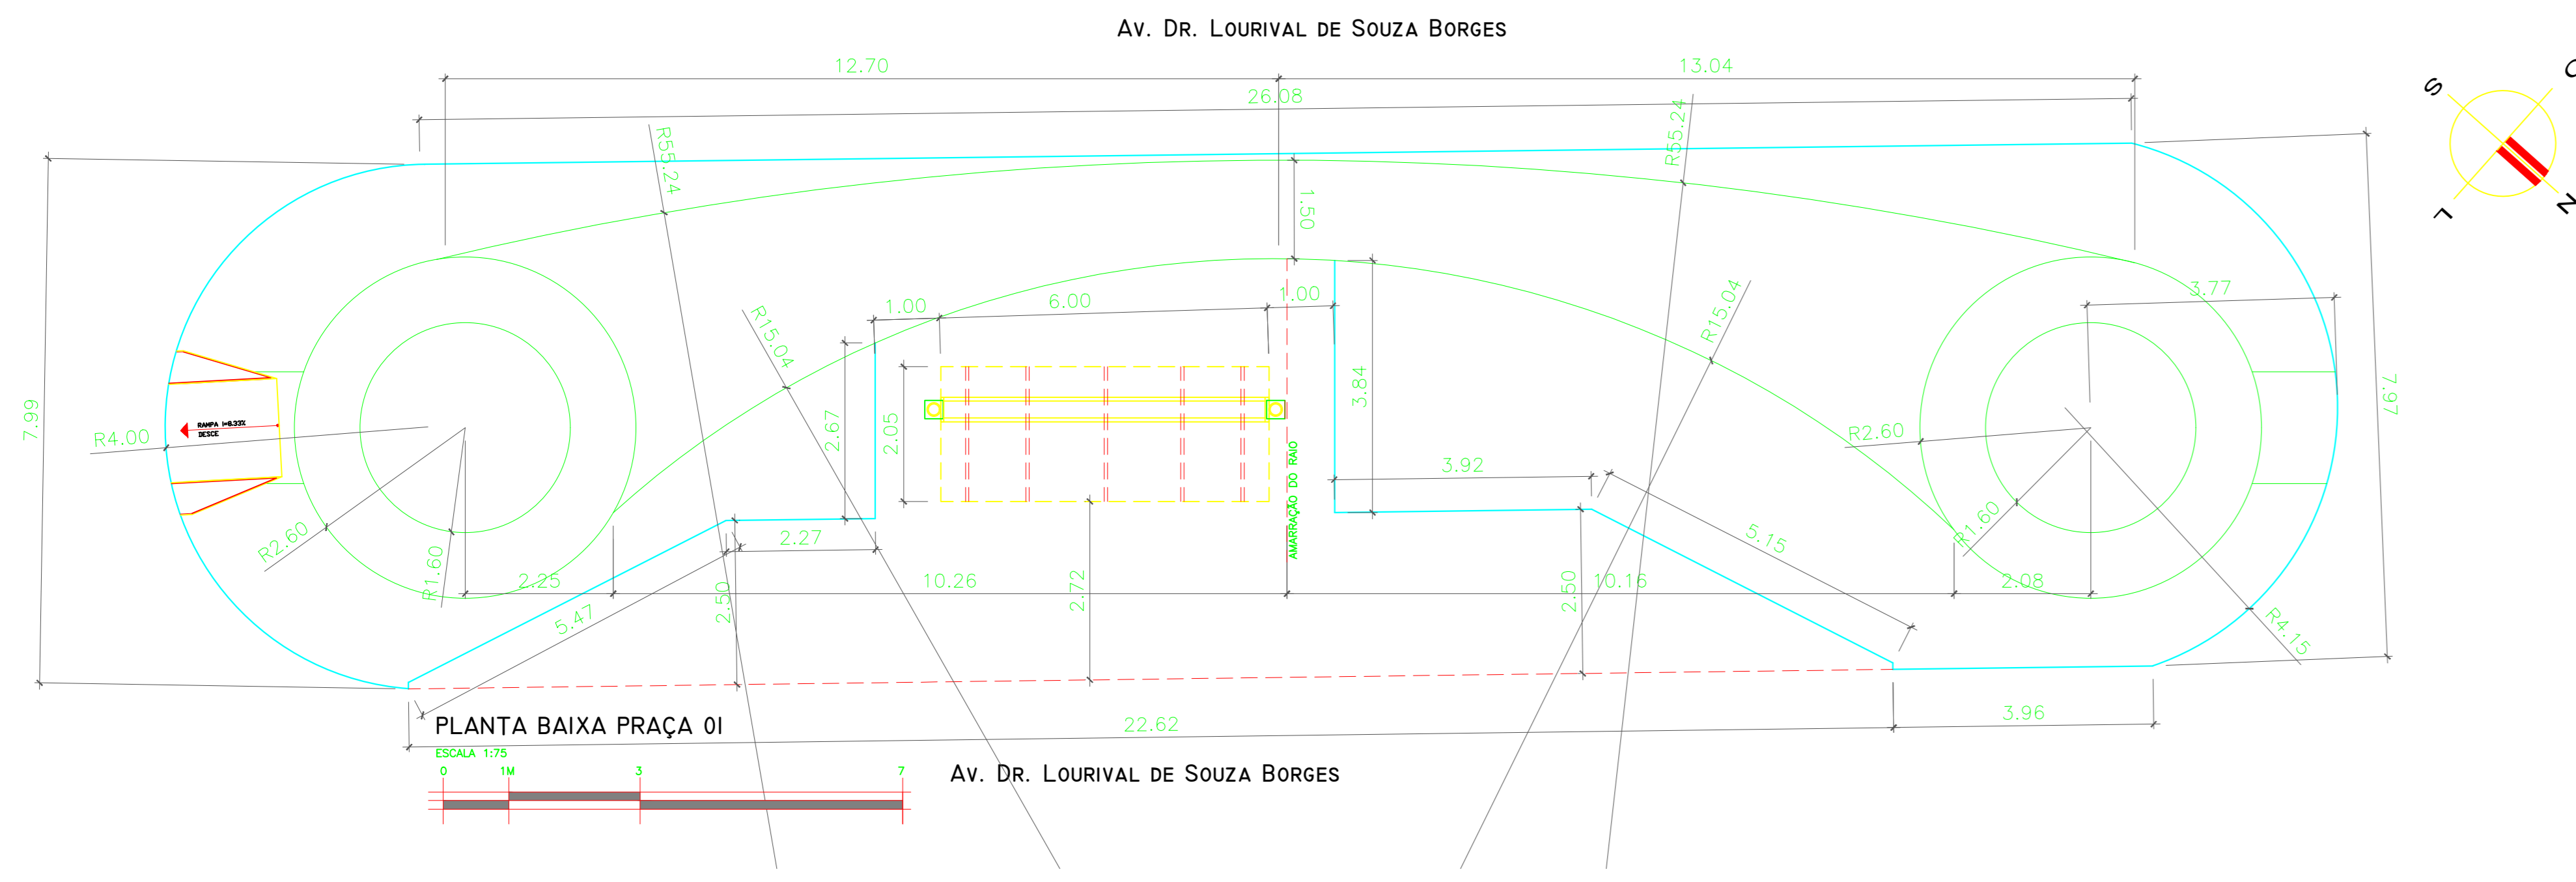 Av. Dr. Lourival de Souza Borges
12.70
13.04
26.08
S
O
N
L
R55.24
R55.24
1.50
7.99
7.97
1.00
6.00
1.00
3.77
R15.04
R15.04
3.84
2.67
2.05
RAMPA i=8.33%
DESCE
R4.00
R2.60
3.92
AMARRAÇÃO DO RAIO
R2.60
R1.60
2.27
5.15
R1.60
2.25
10.26
10.16
2.08
2.50
2.72
2.50
5.47
R4.15
PLANTA BAIXA PRAÇA 01
22.62
3.96
ESCALA 1:75
0 1M 3 7
Av. Dr. Lourival de Souza Borges